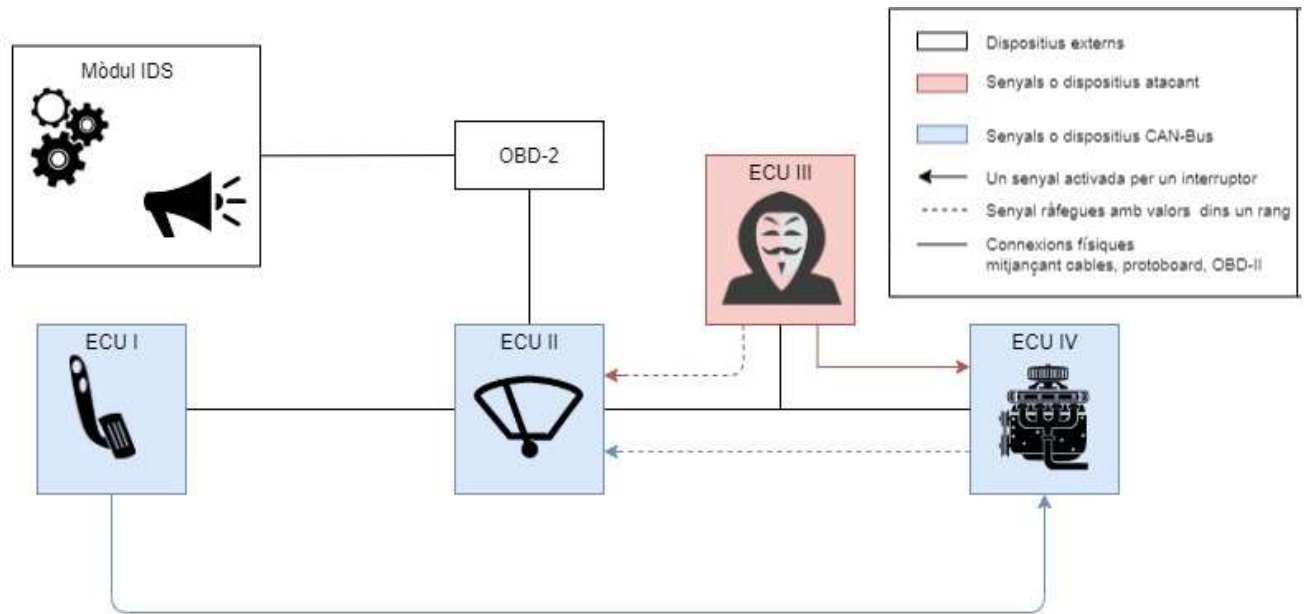 Mòdul IDS
OBD-2
ECU III
ECU I
ECU II
ECU IV
Dispositius externs
Senyals o dispositius atacant
Senyals o dispositius CAN-Bus
Un senyal activada per un interruptor
Senyal ràfegues amb valors dins un rang
Connexions físiques
mitjançant cables, protoboard, OBD-II